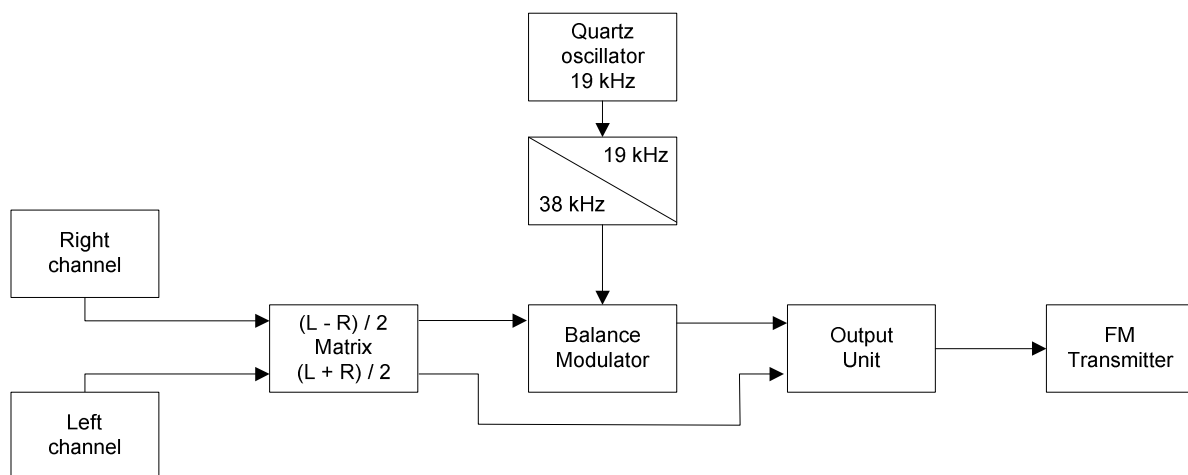 Quartz
oscillator
19 kHz
19 kHz
38 kHz
Right
channel
(L - R) / 2
Matrix
(L + R) / 2
Balance
Modulator
Output
Unit
FM
Transmitter
Left
channel